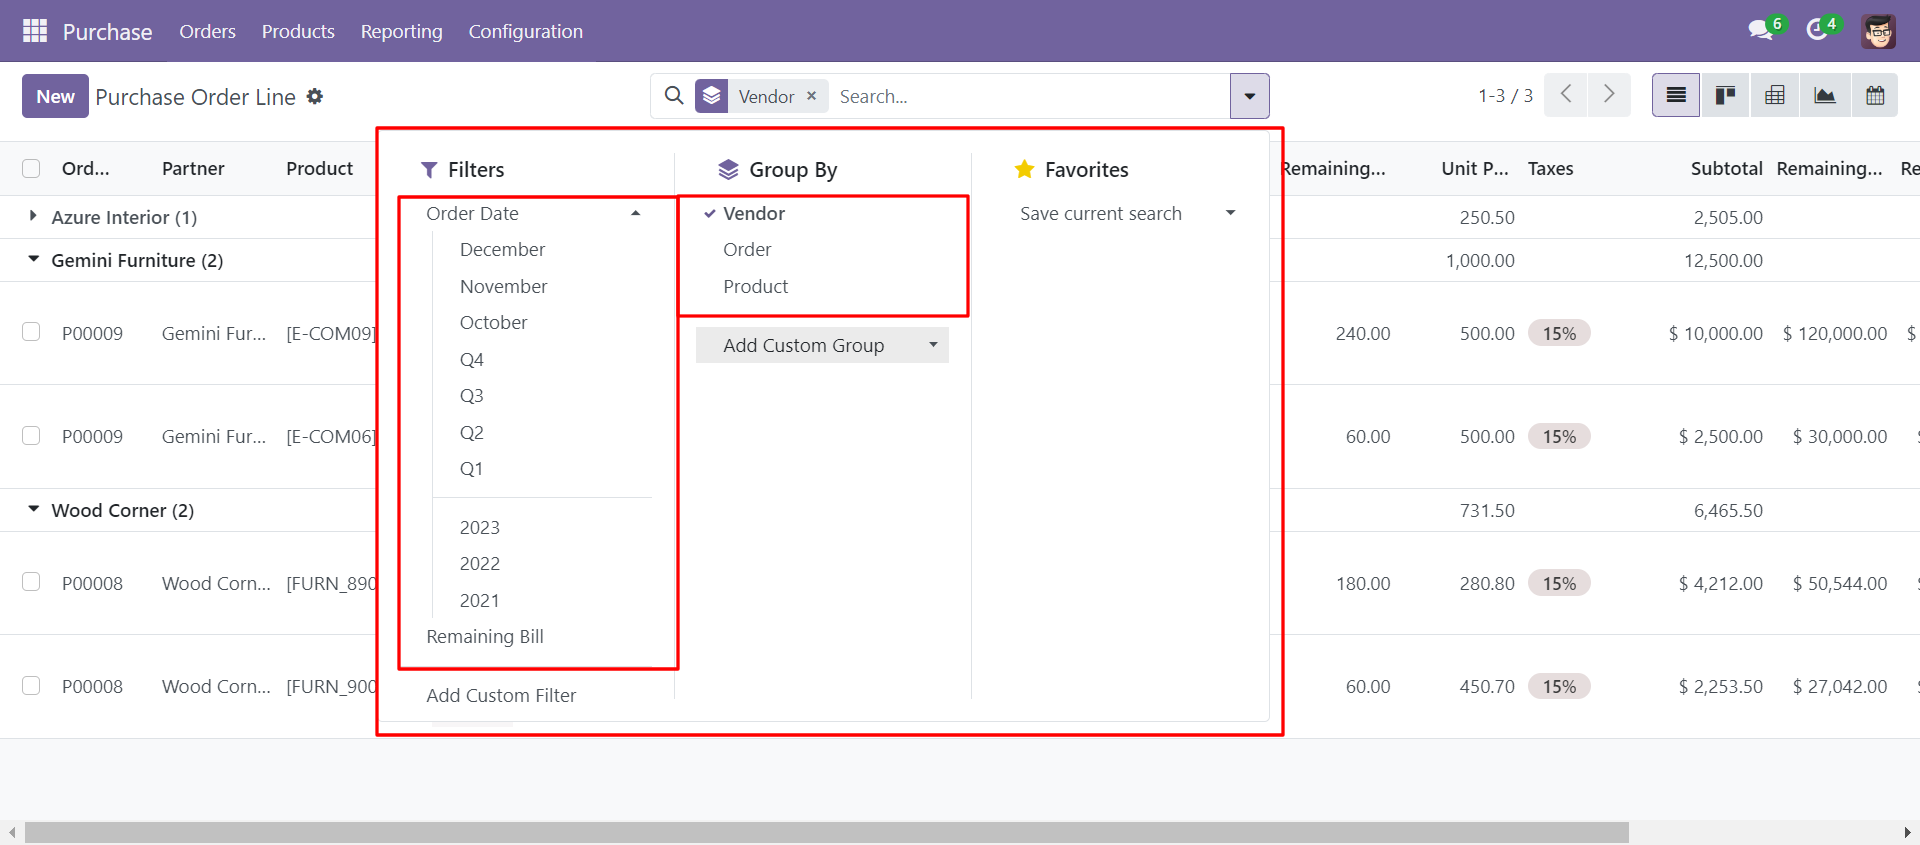 Purchase Orders Products Reporting Configuration 6 4
New Purchase Order Line Vendor × Search... 1-3 / 3
Ord... Partner Product Remaining... Unit P... Taxes Subtotal Remaining... Re
Filters
Order Date
December
November
October
Q4
Q3
Q2
Q1
2023
2022
2021
Remaining Bill
Add Custom Filter
Group By
Vendor
Order
Product
Add Custom Group
Favorites
Save current search
Azure Interior (1) 250.50 2,505.00
Gemini Furniture (2) 1,000.00 12,500.00
P00009 Gemini Fur... [E-COM09] 240.00 500.00 15% $ 10,000.00 $ 120,000.00 $
P00009 Gemini Fur... [E-COM06] 60.00 500.00 15% $ 2,500.00 $ 30,000.00
Wood Corner (2) 731.50 6,465.50
P00008 Wood Corn... [FURN_890 180.00 280.80 15% $ 4,212.00 $ 50,544.00
P00008 Wood Corn... [FURN_900 60.00 450.70 15% $ 2,253.50 $ 27,042.00